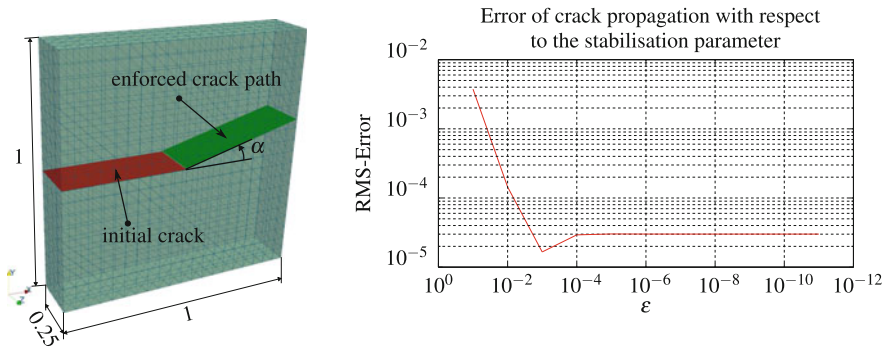 enforced crack path
α
1
initial crack
0.25
1
Error of crack propagation with respect
to the stabilisation parameter
RMS-Error
10⁻²
10⁻³
10⁻⁴
10⁻⁵
10⁰ 10⁻² 10⁻⁴ 10⁻⁶ 10⁻⁸ 10⁻¹⁰ 10⁻¹²
ε